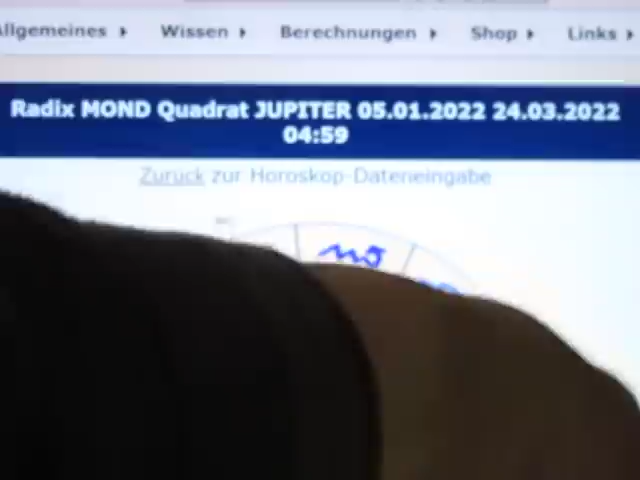 Allgemeines Wissen Berechnungen Shop Links
Radix MOND Quadrat JUPITER 05.01.2022 24.03.2022
04:59
Zurück zur Horoskop-Dateneingabe